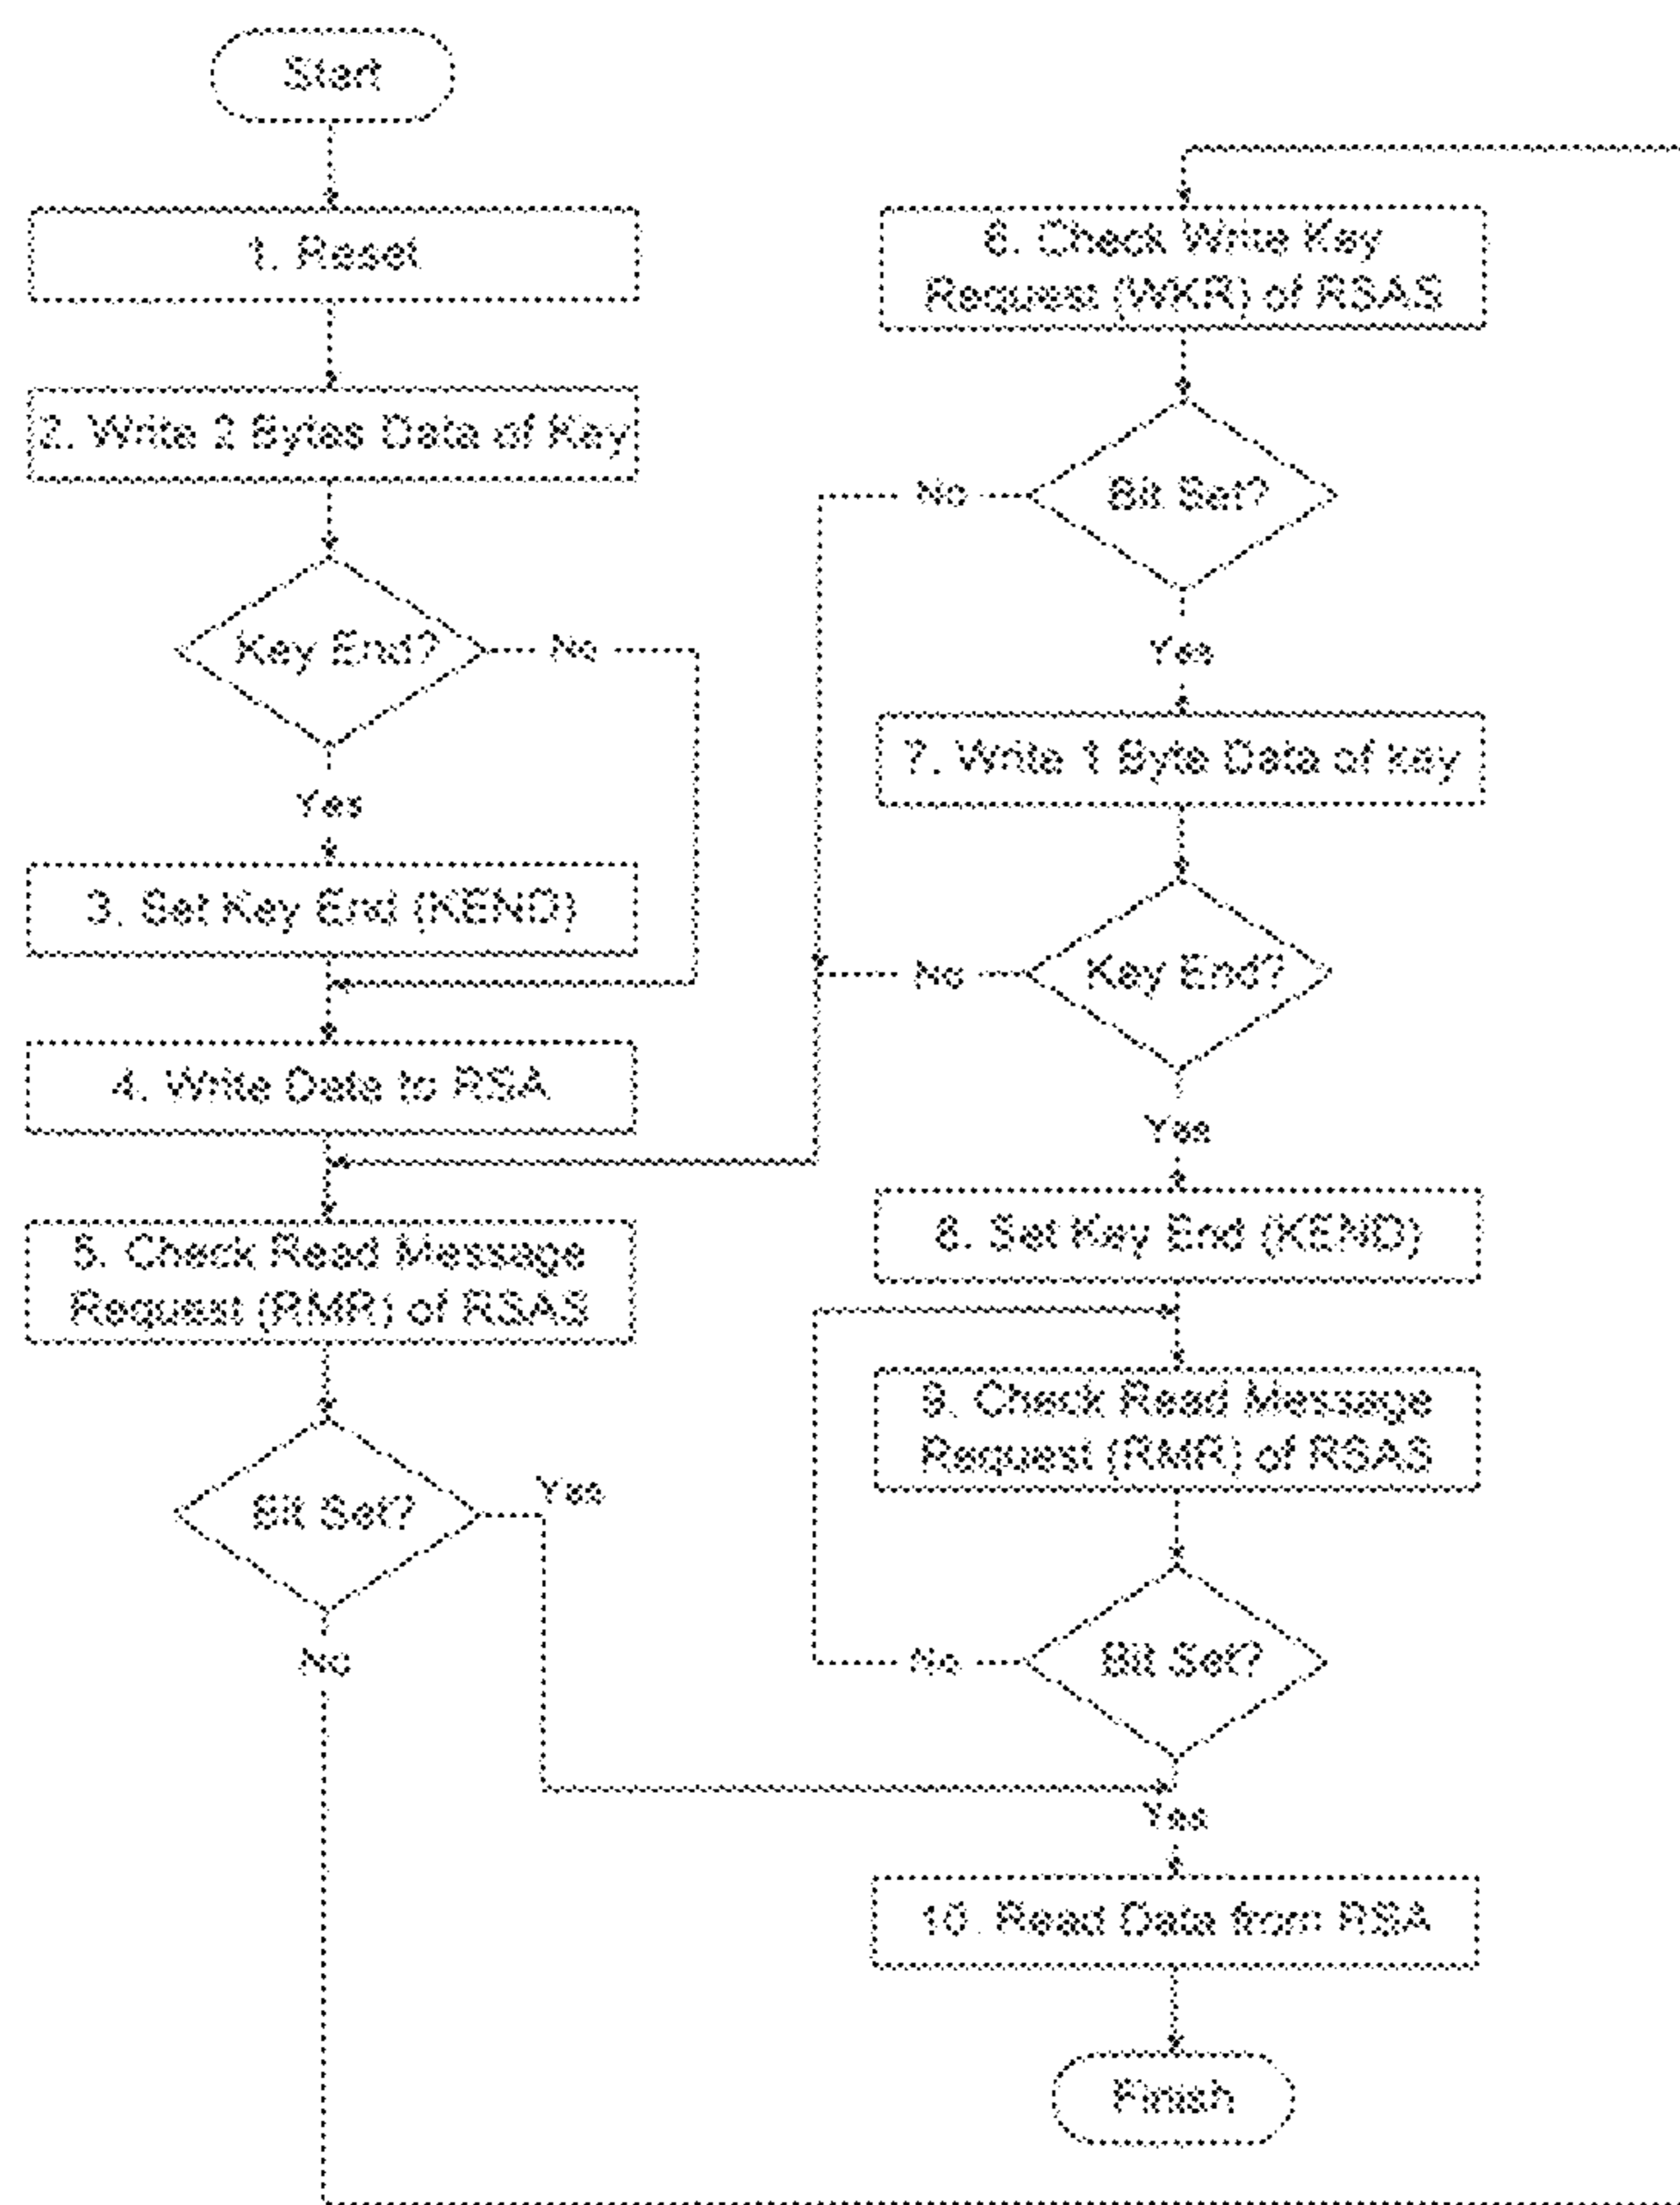 Start
1. Reset
2. Write 2 Bytes Data of Key
Key End?
No
Yes
3. Set Key End (KEND)
4. Write Data to RSA
5. Check Read Message
Request (RMR) of RSAS
Bit Set?
Yes
No
6. Check Write Key
Request (WKR) of RSAS
Bit Set?
No
Yes
7. Write 1 Byte Data of key
Key End?
No
Yes
8. Set Key End (KEND)
9. Check Read Message
Request (RMR) of RSAS
Bit Set?
No
Yes
10. Read Data from RSA
Finish